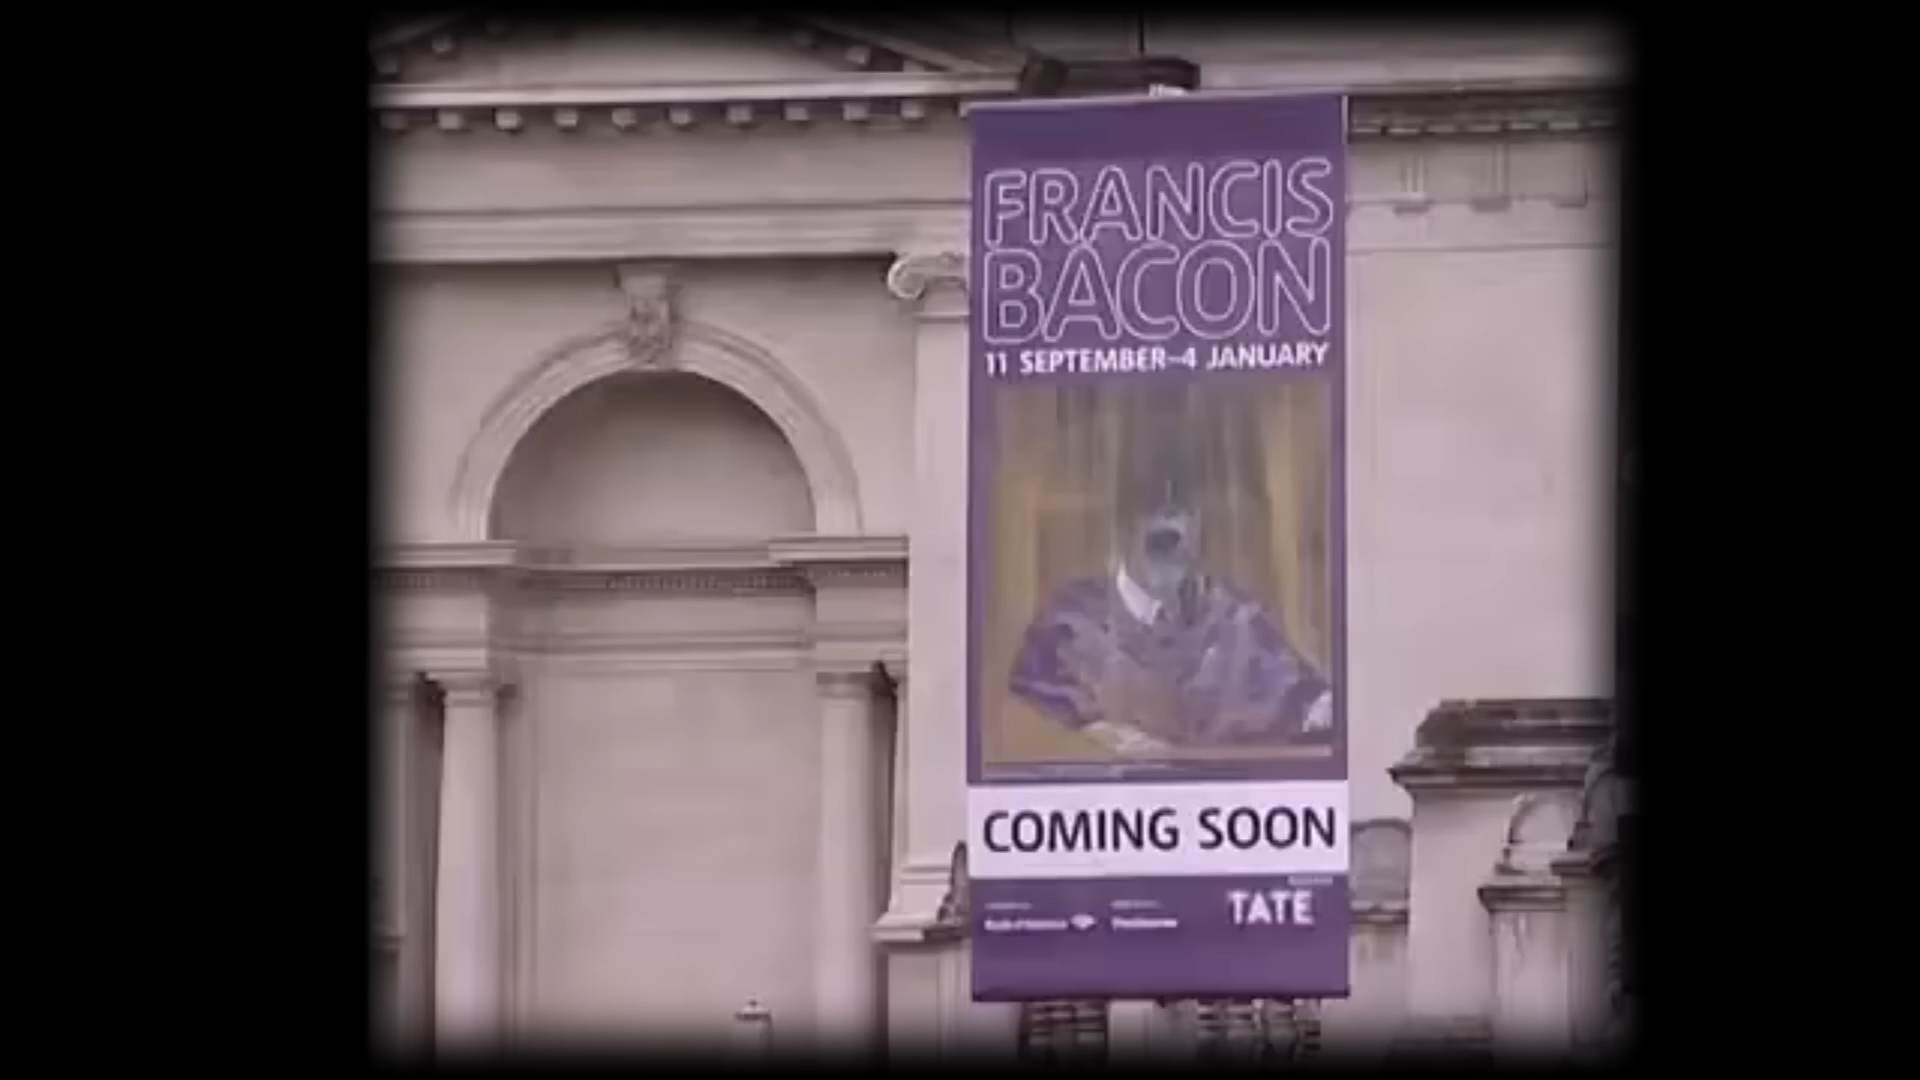 FRANCIS
BACON
11 SEPTEMBER–4 JANUARY
COMING SOON
TATE